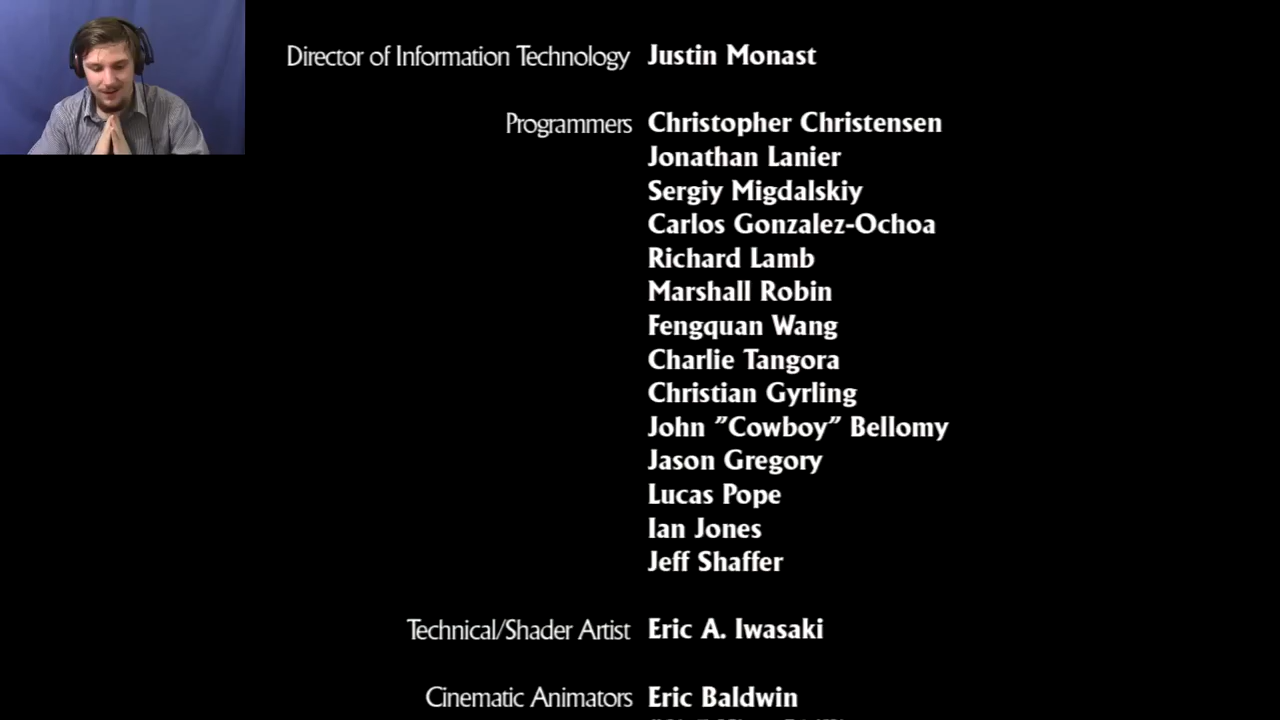 Director of Information Technology Justin Monast
Programmers Christopher Christensen
Jonathan Lanier
Sergiy Migdalskiy
Carlos Gonzalez-Ochoa
Richard Lamb
Marshall Robin
Fengquan Wang
Charlie Tangora
Christian Gyrling
John "Cowboy" Bellomy
Jason Gregory
Lucas Pope
Ian Jones
Jeff Shaffer
Technical/Shader Artist Eric A. Iwasaki
Cinematic Animators Eric Baldwin